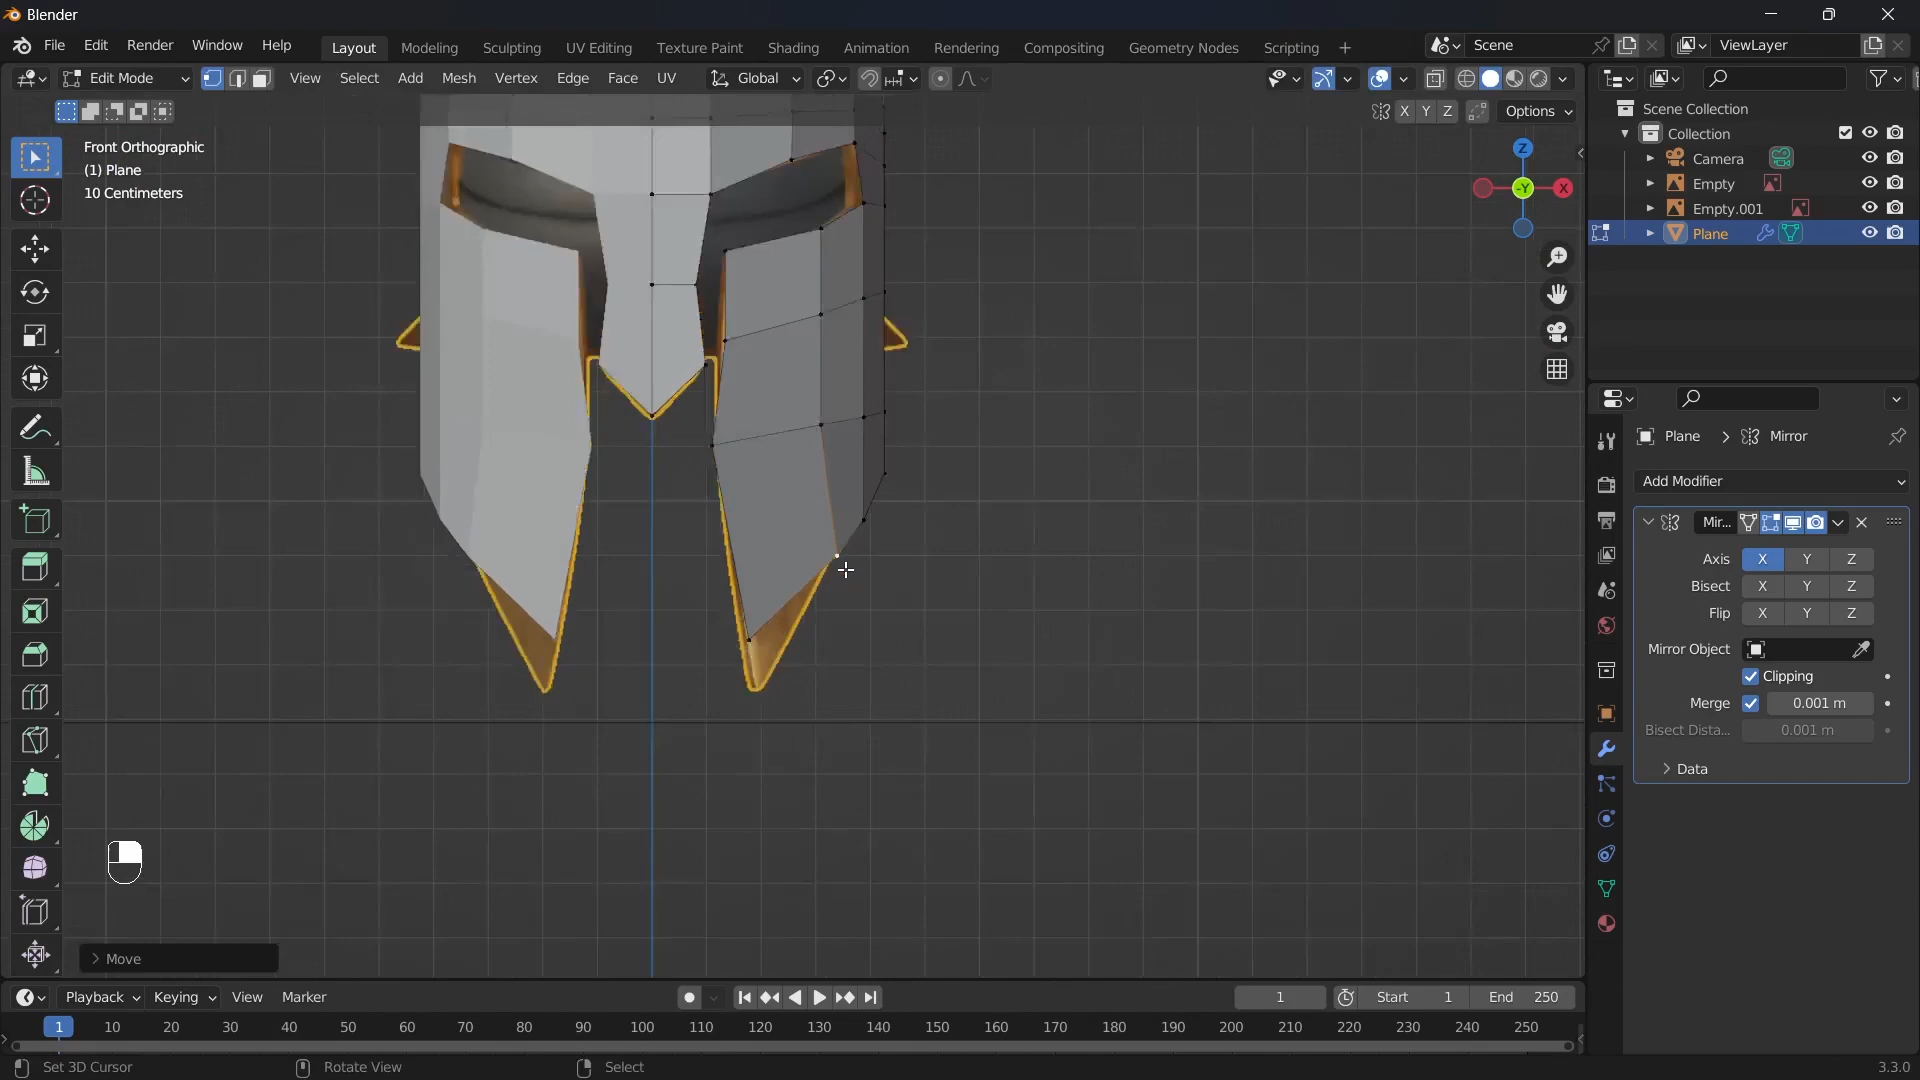 Blender
File Edit Render Window Help Layout Modeling Sculpting UV Editing Texture Paint Shading Animation Rendering Compositing Geometry Nodes Scripting + Scene ViewLayer
Edit Mode View Select Add Mesh Vertex Edge Face UV Global
X Y Z Options
Front Orthographic
(1) Plane
10 Centimeters
Z
X
-Y
Scene Collection
Collection
Camera
Empty
Empty.001
Plane
Plane > Mirror
Add Modifier
Mir...
Axis X Y Z
Bisect X Y Z
Flip X Y Z
Mirror Object
Clipping
Merge 0.001 m
Bisect Dista... 0.001 m
> Data
> Move
Playback Keying View Marker 1 Start 1 End 250
1 10 20 30 40 50 60 70 80 90 100 110 120 130 140 150 160 170 180 190 200 210 220 230 240 250
Set 3D Cursor Rotate View Select 3.3.0